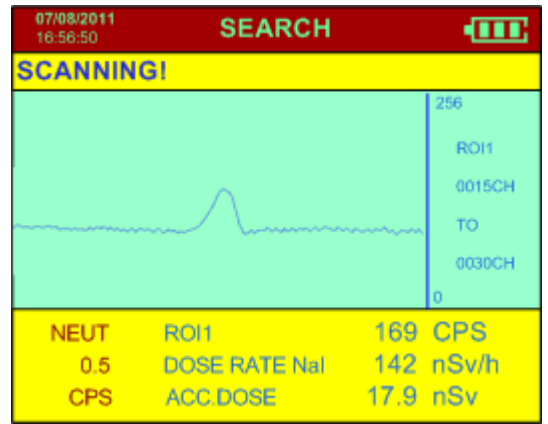 07/08/2011
16:56:50
SEARCH
SCANNING!
256
ROI1
0015CH
TO
0030CH
0
NEUT ROI1 169 CPS
0.5 DOSE RATE NaI 142 nSv/h
CPS ACC.DOSE 17.9 nSv